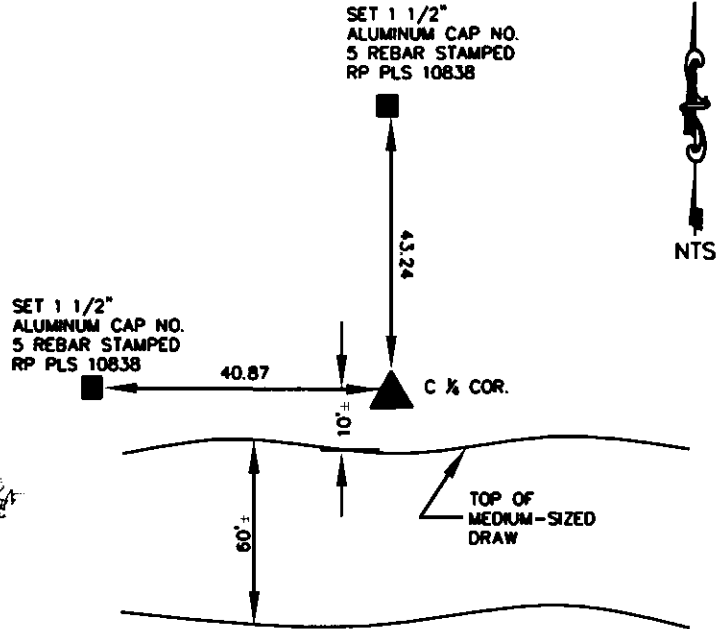 SET 1 1/2"
ALUMINUM CAP NO.
5 REBAR STAMPED
RP PLS 10838
NTS
43.24
SET 1 1/2"
ALUMINUM CAP NO.
5 REBAR STAMPED
RP PLS 10838
40.87
C ¼ COR.
10'±
TOP OF
MEDIUM-SIZED
DRAW
60'±